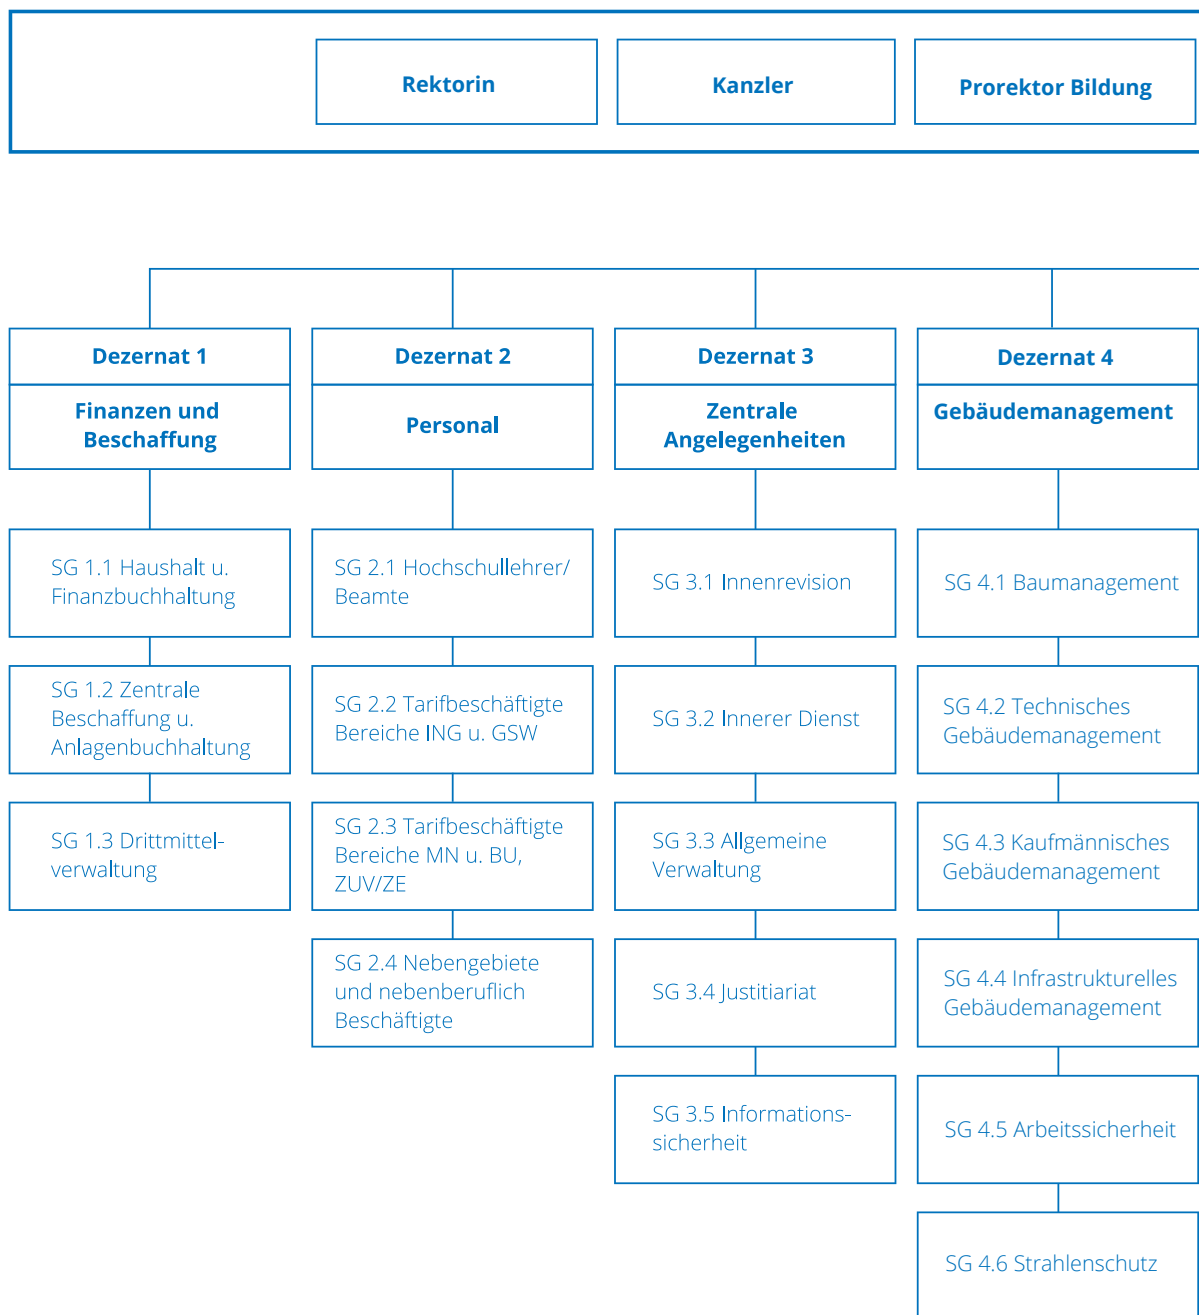 Rektorin
Kanzler
Prorektor Bildung
Dezernat 1
Finanzen und
Beschaffung
SG 1.1 Haushalt u.
Finanzbuchhaltung
SG 1.2 Zentrale
Beschaffung u.
Anlagenbuchhaltung
SG 1.3 Drittmittel-
verwaltung
Dezernat 2
Personal
SG 2.1 Hochschullehrer/
Beamte
SG 2.2 Tarifbeschäftigte
Bereiche ING u. GSW
SG 2.3 Tarifbeschäftigte
Bereiche MN u. BU,
ZUV/ZE
SG 2.4 Nebengebiete
und nebenberuflich
Beschäftigte
Dezernat 3
Zentrale
Angelegenheiten
SG 3.1 Innenrevision
SG 3.2 Innerer Dienst
SG 3.3 Allgemeine
Verwaltung
SG 3.4 Justitiariat
SG 3.5 Informations-
sicherheit
Dezernat 4
Gebäudemanagement
SG 4.1 Baumanagement
SG 4.2 Technisches
Gebäudemanagement
SG 4.3 Kaufmännisches
Gebäudemanagement
SG 4.4 Infrastrukturelles
Gebäudemanagement
SG 4.5 Arbeitssicherheit
SG 4.6 Strahlenschutz